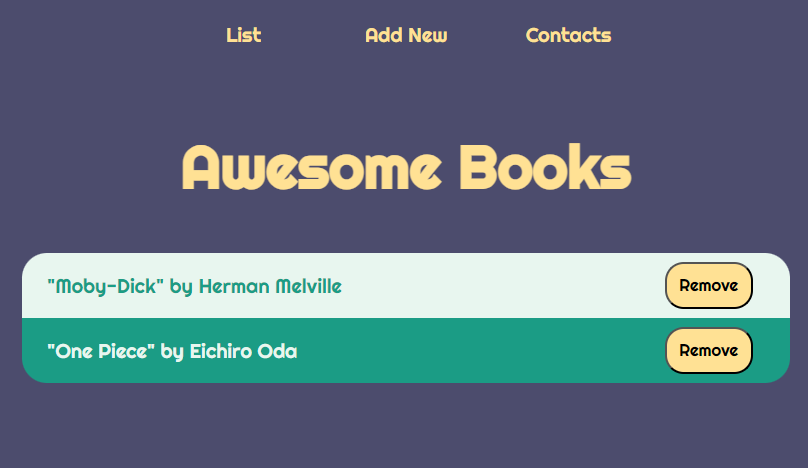 List Add New Contacts
Awesome Books
"Moby-Dick" by Herman Melville Remove
"One Piece" by Eichiro Oda Remove